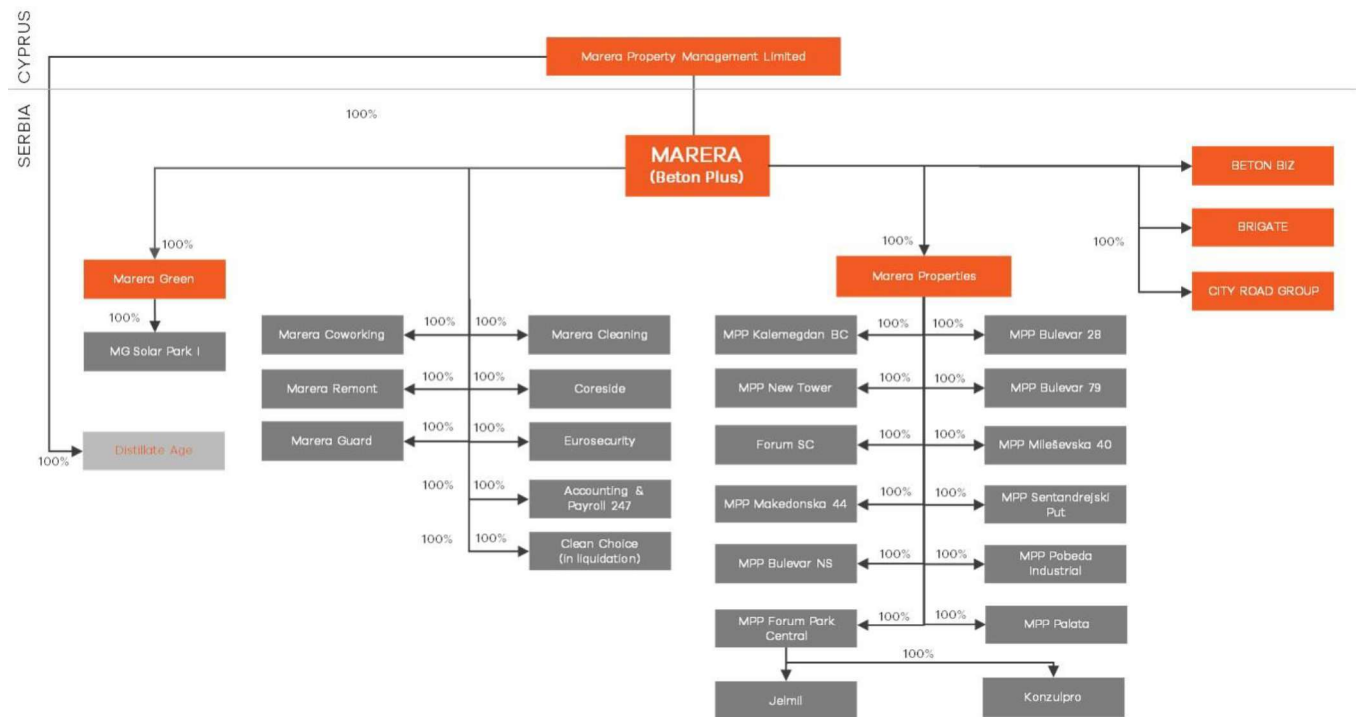 CYPRUS
Marera Property Management Limited
SERBIA
100%
MARERA
(Beton Plus)
BETON BIZ
100%
100%
100%
BRIGATE
Marera Green
Marera Properties
CITY ROAD GROUP
100%
MG Solar Park I
Marera Coworking
100%
100%
Marera Cleaning
MPP Kalemegdan BC
100%
100%
MPP Bulevar 28
Marera Remont
100%
100%
Coreside
MPP New Tower
100%
100%
MPP Bulevar 79
Distillate Age
100%
Marera Guard
100%
100%
Eurosecurity
Forum SC
100%
100%
MPP Mileševska 40
100%
100%
Accounting &
Payroll 247
MPP Makedonska 44
100%
100%
MPP Sentandrejski
Put
100%
100%
Clean Choice
(in liquidation)
MPP Bulevar NS
100%
100%
MPP Pobeda
Industrial
MPP Forum Park
Central
100%
100%
MPP Palata
100%
Jelmil
Konzulpro